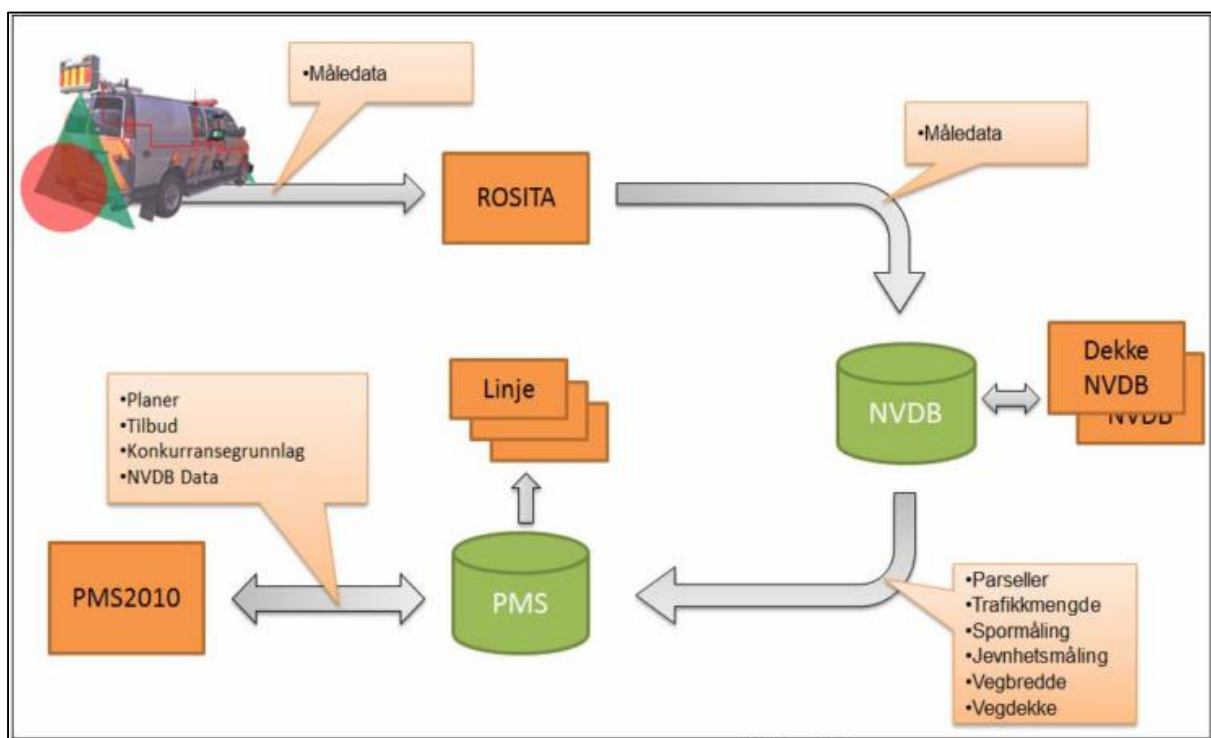 •Måledata
•Måledata
ROSITA
Dekke
NVDB
NVDB
NVDB
Linje
•Planer
•Tilbud
•Konkurransegrunnlag
•NVDB Data
PMS2010
PMS
•Parseller
•Trafikkmengde
•Spormåling
•Jevnhetsmåling
•Vegbredde
•Vegdekke